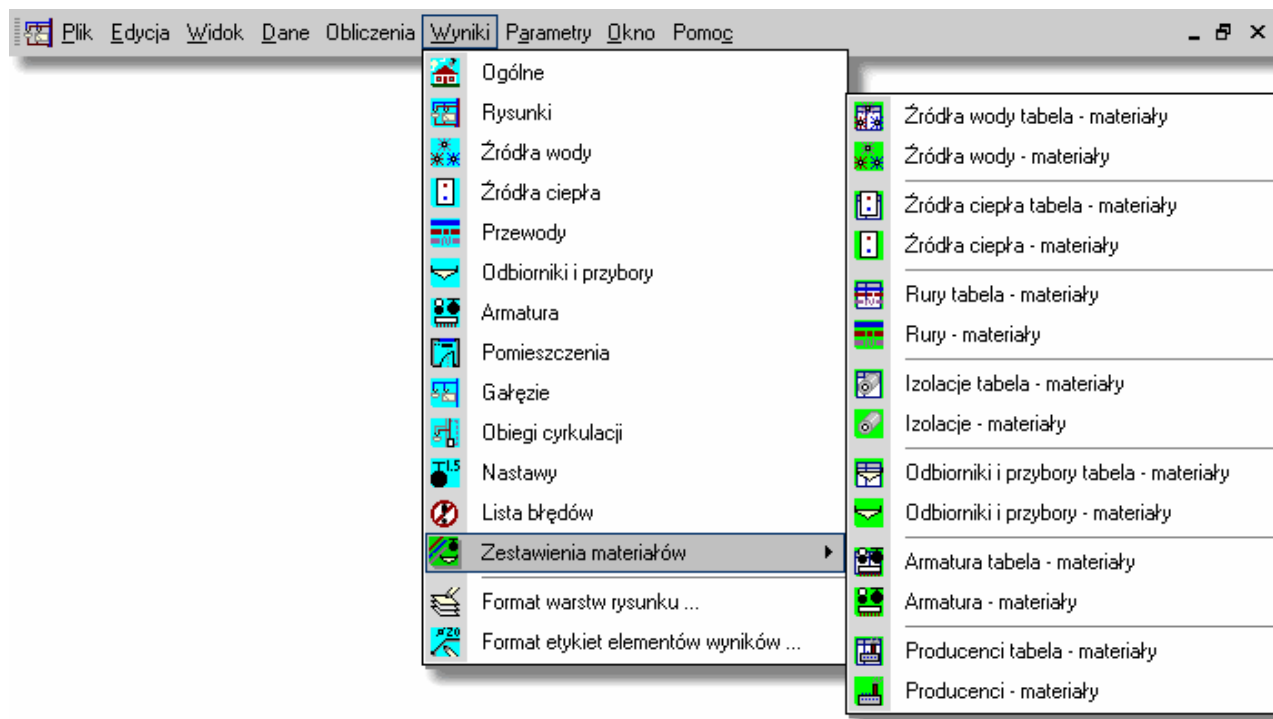 Plik Edycja Widok Dane Obliczenia Wyniki Parametry Okno Pomoc
Ogólne
Rysunki
Źródła wody
Źródła ciepła
Przewody
Odbiorniki i przybory
Armatura
Pomieszczenia
Gałęzie
Obiegi cyrkulacji
Nastawy
Lista błędów
Zestawienia materiałów
Format warstw rysunku ...
Format etykiet elementów wyników ...
Źródła wody tabela - materiały
Źródła wody - materiały
Źródła ciepła tabela - materiały
Źródła ciepła - materiały
Rury tabela - materiały
Rury - materiały
Izolacje tabela - materiały
Izolacje - materiały
Odbiorniki i przybory tabela - materiały
Odbiorniki i przybory - materiały
Armatura tabela - materiały
Armatura - materiały
Producenci tabela - materiały
Producenci - materiały